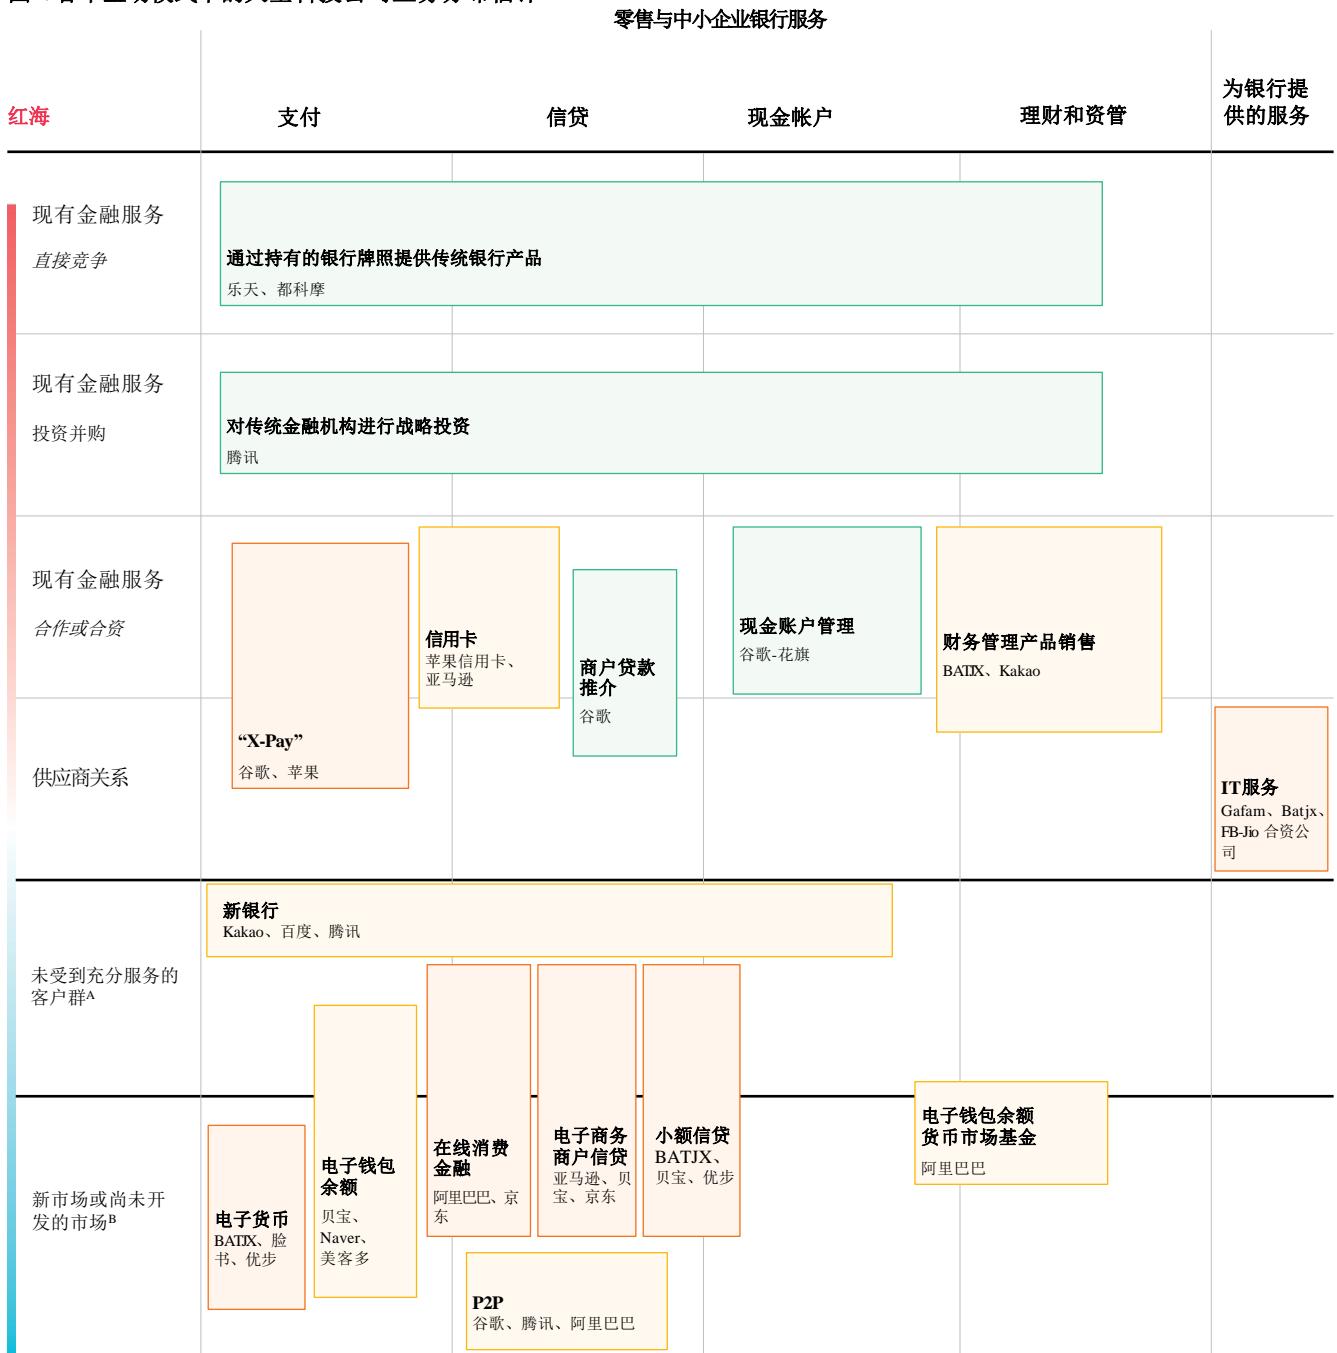 零售与中小企业银行服务
红海
支付
信贷
现金帐户
理财和资管
为银行提
供的服务
现有金融服务
直接竞争
通过持有的银行牌照提供传统银行产品
乐天、都科摩
现有金融服务
投资并购
对传统金融机构进行战略投资
腾讯
现有金融服务
合作或合资
信用卡
苹果信用卡、
亚马逊
商户贷款
推介
谷歌
现金账户管理
谷歌-花旗
财务管理产品销售
BATJX、Kakao
“X-Pay”
谷歌、苹果
供应商关系
IT服务
Gafam、Batjx、
FB-Jio 合资公
司
新银行
Kakao、百度、腾讯
未受到充分服务的
客户群A
新市场或尚未开
发的市场B
电子货币
BATJX、脸
书、优步
电子钱包
余额
贝宝、
Naver、
美客多
在线消费
金融
阿里巴巴、京
东
电子商务
商户信贷
亚马逊、贝
宝、京东
小额信贷
BATJX、
贝宝、优步
电子钱包余额
货币市场基金
阿里巴巴
P2P
谷歌、腾讯、阿里巴巴